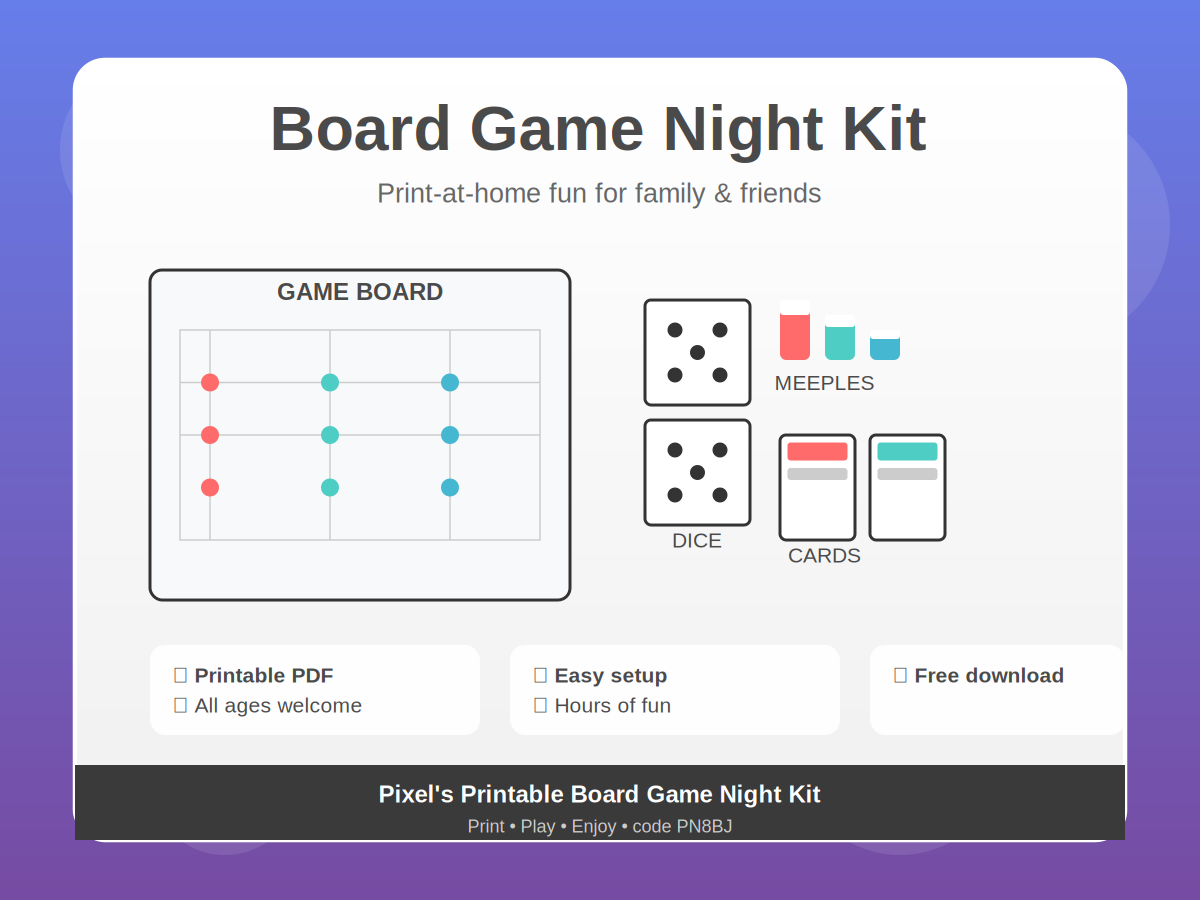 Board Game Night Kit
Print-at-home fun for family & friends
GAME BOARD
MEEPLES
DICE
CARDS
Printable PDF
All ages welcome
Easy setup
Hours of fun
Free download
Pixel's Printable Board Game Night Kit
Print • Play • Enjoy • code PN8BJ